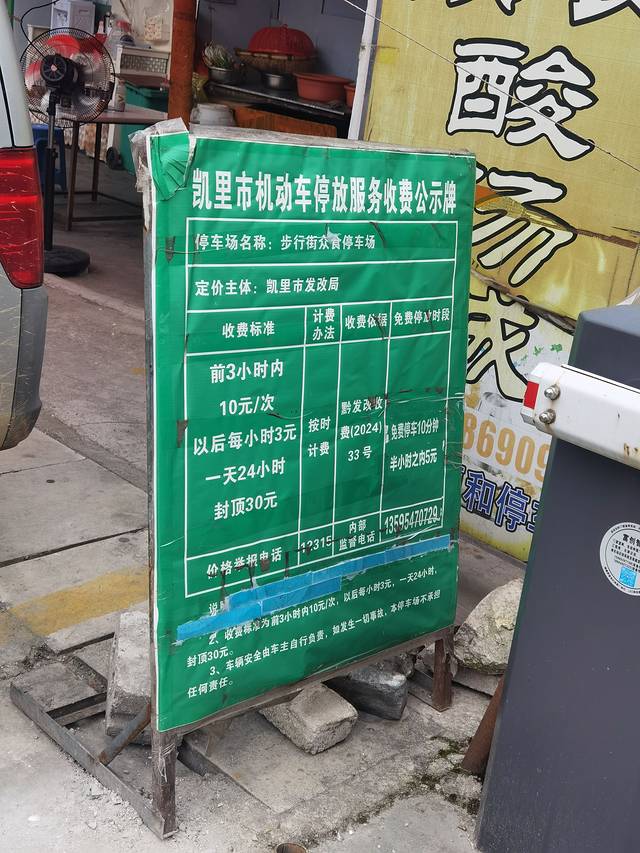 凯里市机动车停放服务收费公示牌
停车场名称：步行街众食停车场
定价主体：凯里市发改局
收费标准
计费
办法
收费依据
免费停车时段
前3小时内
10元/次
以后每小时3元
一天24小时
封顶30元
按时
计费
黔发改收
费(2024)
33号
免费停车10分钟
半小时之内5元
价格举报电话
12315
内部
监督电话
13595470729
说
2、收费标准为前3小时内10元/次，以后每小时3元，一天24小时，
封顶30元。
3、车辆安全由车主自行负责，如发生一切事故，本停车场不承担
任何责任。
酸
汤
86909
和停